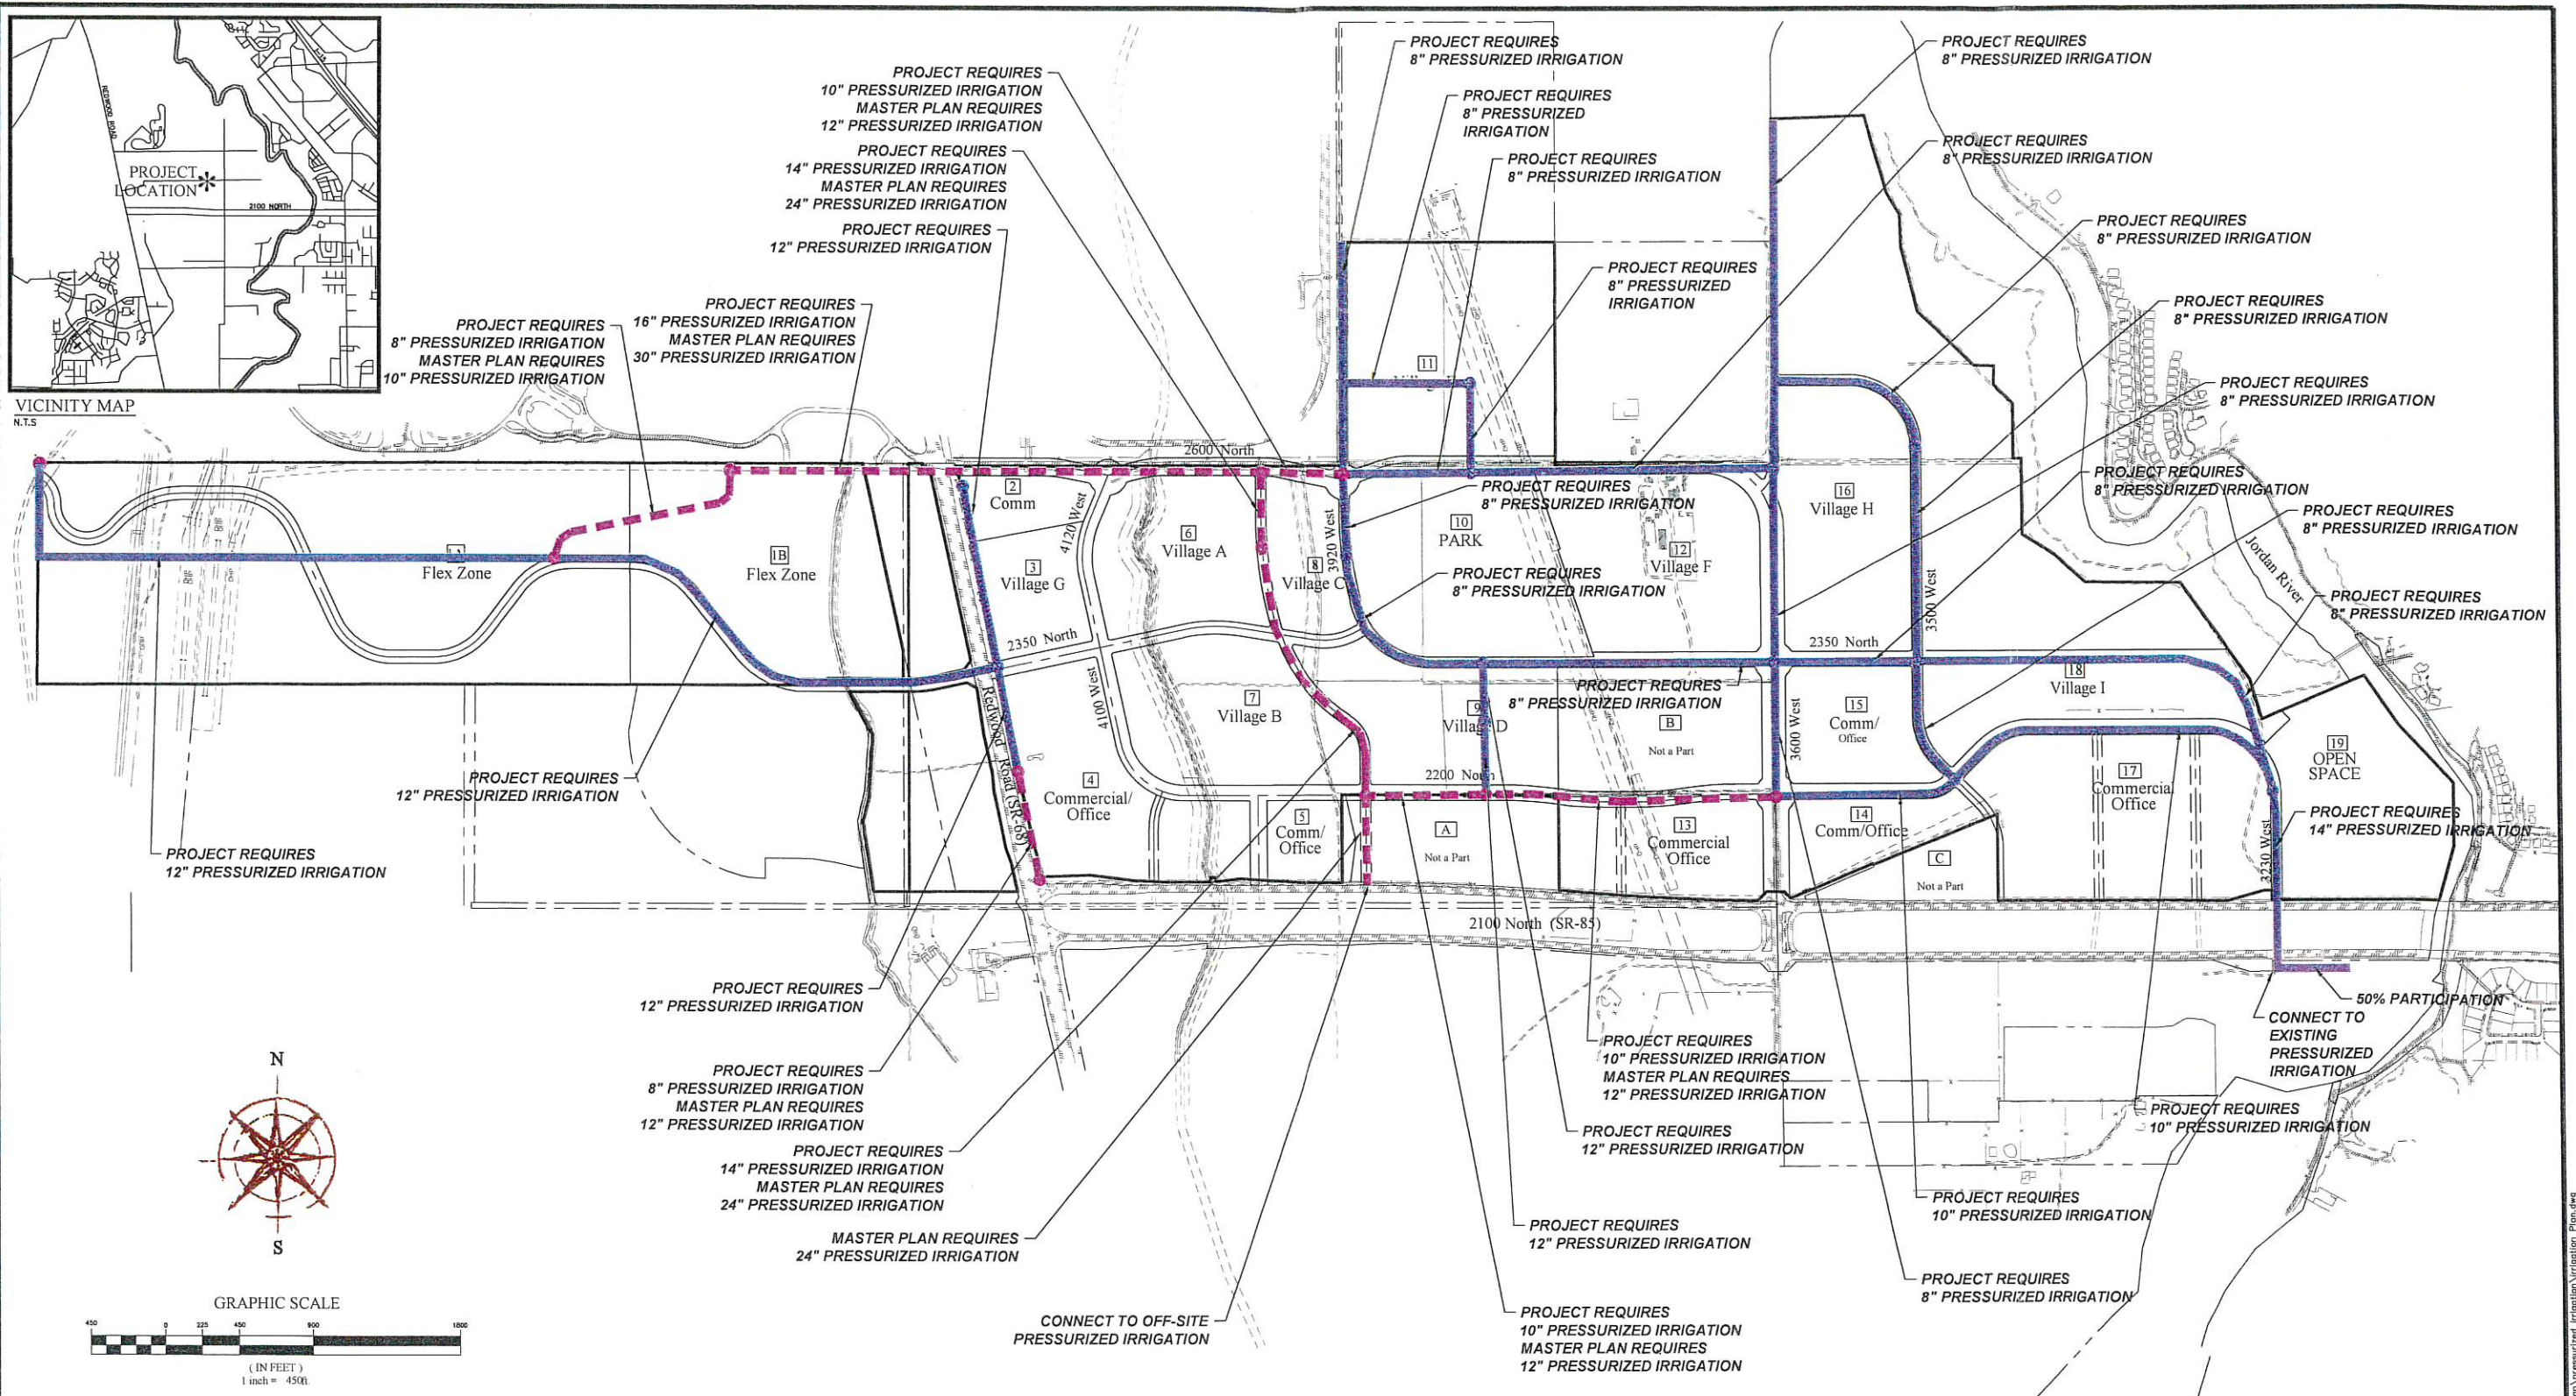 REDWOOD ROAD
PROJECT
LOCATION
2100 NORTH
VICINITY MAP
N.T.S
PROJECT REQUIRES
8" PRESSURIZED IRRIGATION
MASTER PLAN REQUIRES
10" PRESSURIZED IRRIGATION
PROJECT REQUIRES
16" PRESSURIZED IRRIGATION
MASTER PLAN REQUIRES
30" PRESSURIZED IRRIGATION
PROJECT REQUIRES
10" PRESSURIZED IRRIGATION
MASTER PLAN REQUIRES
12" PRESSURIZED IRRIGATION
PROJECT REQUIRES
14" PRESSURIZED IRRIGATION
MASTER PLAN REQUIRES
24" PRESSURIZED IRRIGATION
PROJECT REQUIRES
12" PRESSURIZED IRRIGATION
PROJECT REQUIRES
8" PRESSURIZED IRRIGATION
PROJECT REQUIRES
8" PRESSURIZED
IRRIGATION
PROJECT REQUIRES
8" PRESSURIZED IRRIGATION
PROJECT REQUIRES
8" PRESSURIZED
IRRIGATION
PROJECT REQUIRES
8" PRESSURIZED IRRIGATION
PROJECT REQUIRES
8" PRESSURIZED IRRIGATION
PROJECT REQUIRES
8" PRESSURIZED IRRIGATION
PROJECT REQUIRES
8" PRESSURIZED IRRIGATION
PROJECT REQUIRES
8" PRESSURIZED IRRIGATION
PROJECT REQUIRES
8" PRESSURIZED IRRIGATION
PROJECT REQUIRES
8" PRESSURIZED IRRIGATION
PROJECT REQUIRES
8" PRESSURIZED IRRIGATION
PROJECT REQUIRES
8" PRESSURIZED IRRIGATION
PROJECT REQUIRES
8" PRESSURIZED IRRIGATION
PROJECT REQURES
8" PRESSURIZED IRRIGATION
11
2600 North
2
Comm
4120 West
6
Village A
8
Village C
3920 West
10
PARK
12
Village F
16
Village H
Jordan River
Flex Zone
1B
Flex Zone
3
Village G
2350 North
3500 West
2350 North
4100 West
7
Village B
9
Village D
B
Not a Part
3600 West
15
Comm/
Office
18
Village I
Redwood Road (SR-68)
4
Commercial/
Office
2200 North
5
Comm/
Office
A
Not a Part
13
Commercial
Office
14
Comm/Office
C
Not a Part
17
Commercial
Office
19
OPEN
SPACE
3230 West
PROJECT REQUIRES
14" PRESSURIZED IRRIGATION
2100 North (SR-85)
PROJECT REQUIRES
12" PRESSURIZED IRRIGATION
PROJECT REQUIRES
12" PRESSURIZED IRRIGATION
PROJECT REQUIRES
12" PRESSURIZED IRRIGATION
PROJECT REQUIRES
8" PRESSURIZED IRRIGATION
MASTER PLAN REQUIRES
12" PRESSURIZED IRRIGATION
PROJECT REQUIRES
14" PRESSURIZED IRRIGATION
MASTER PLAN REQUIRES
24" PRESSURIZED IRRIGATION
MASTER PLAN REQUIRES
24" PRESSURIZED IRRIGATION
CONNECT TO OFF-SITE
PRESSURIZED IRRIGATION
PROJECT REQUIRES
10" PRESSURIZED IRRIGATION
MASTER PLAN REQUIRES
12" PRESSURIZED IRRIGATION
PROJECT REQUIRES
12" PRESSURIZED IRRIGATION
PROJECT REQUIRES
12" PRESSURIZED IRRIGATION
PROJECT REQUIRES
10" PRESSURIZED IRRIGATION
MASTER PLAN REQUIRES
12" PRESSURIZED IRRIGATION
50% PARTICIPATION
CONNECT TO
EXISTING
PRESSURIZED
IRRIGATION
PROJECT REQUIRES
10" PRESSURIZED IRRIGATION
PROJECT REQUIRES
10" PRESSURIZED IRRIGATION
PROJECT REQUIRES
8" PRESSURIZED IRRIGATION
N
S
GRAPHIC SCALE
450 0 225 450 900 1800
( IN FEET )
1 inch = 450ft.